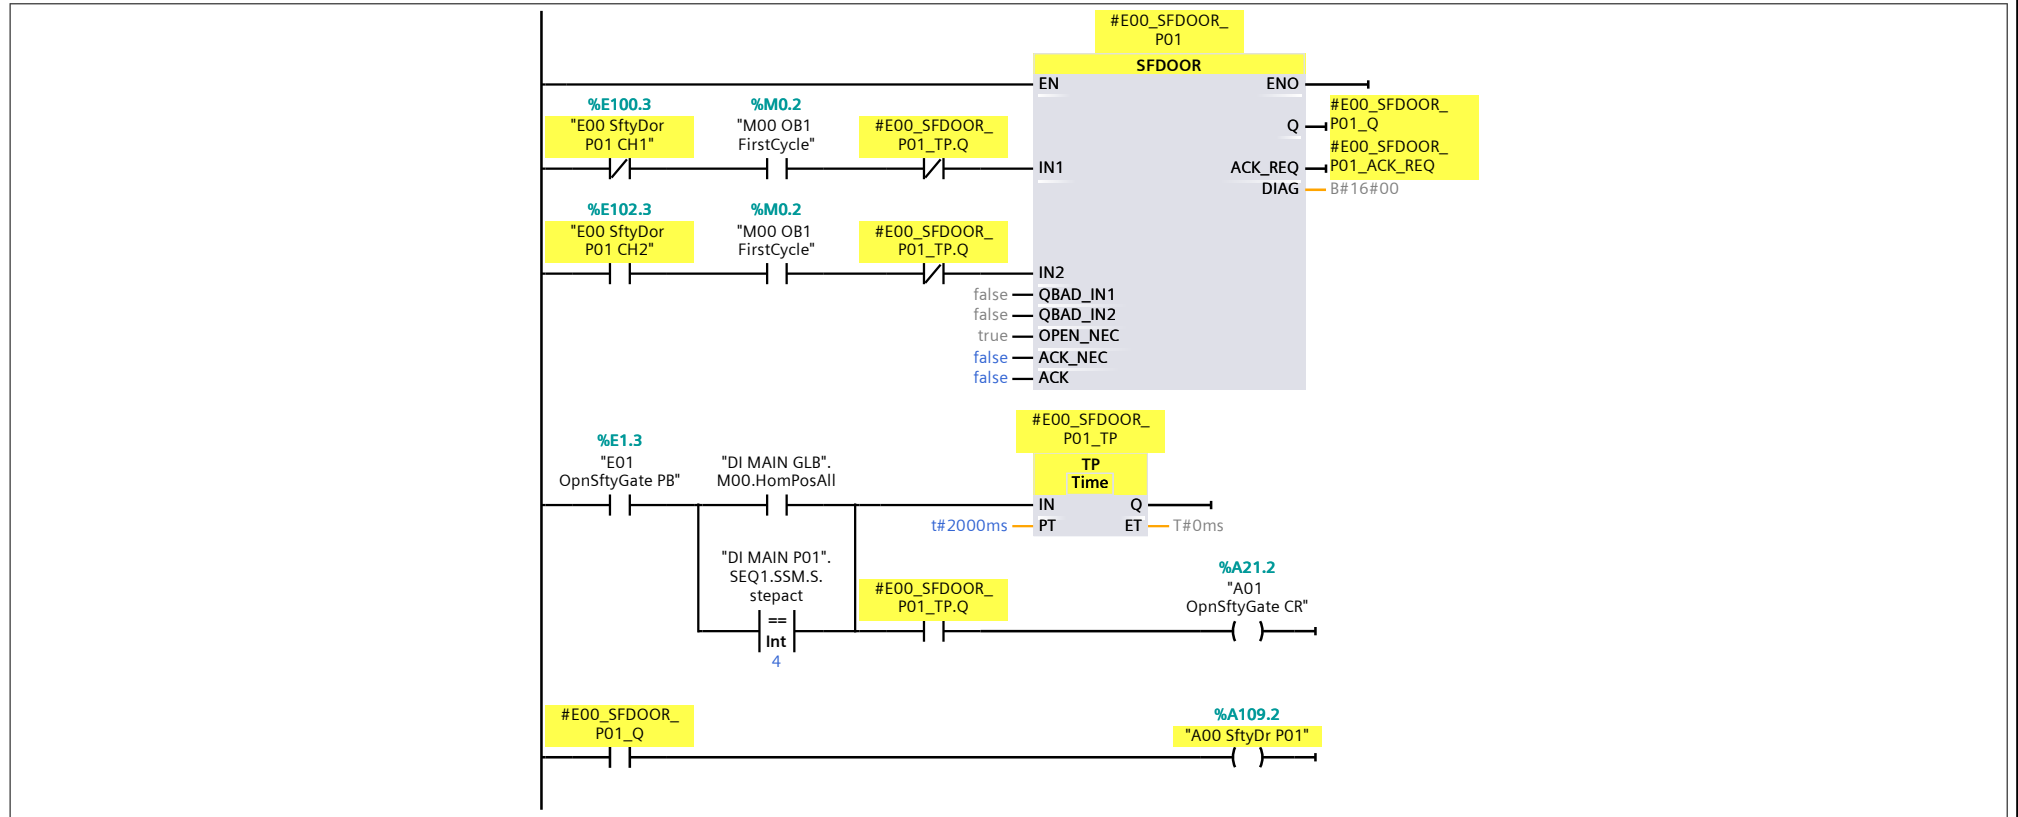 #E00_SFDOOR_
P01
SFDOOR
EN
ENO
%E100.3
%M0.2
#E00_SFDOOR_
"E00 SftyDor
"M00 OB1
#E00_SFDOOR_
Q
P01_Q
P01 CH1"
FirstCycle"
P01_TP.Q
#E00_SFDOOR_
IN1
ACK_REQ
P01_ACK_REQ
DIAG
B#16#00
%E102.3
%M0.2
"E00 SftyDor
"M00 OB1
#E00_SFDOOR_
P01 CH2"
FirstCycle"
P01_TP.Q
IN2
false
QBAD_IN1
false
QBAD_IN2
true
OPEN_NEC
false
ACK_NEC
false
ACK
#E00_SFDOOR_
P01_TP
%E1.3
"E01
"DI MAIN GLB".
TP
OpnSftyGate PB"
M00.HomPosAll
Time
IN
Q
t#2000ms
PT
ET
T#0ms
"DI MAIN P01".
SEQ1.SSM.S.
stepact
#E00_SFDOOR_
P01_TP.Q
%A21.2
"A01
OpnSftyGate CR"
==
Int
4
#E00_SFDOOR_
P01_Q
%A109.2
"A00 SftyDr P01"